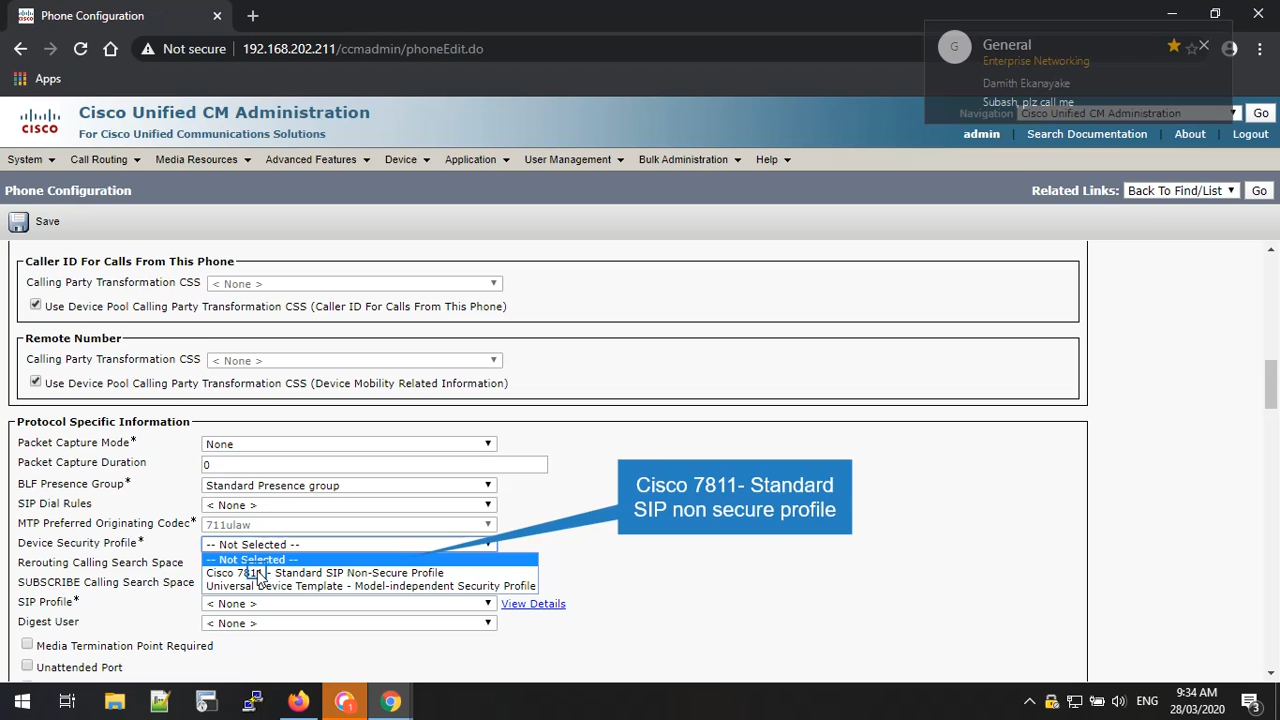 Phone Configuration
Not secure
192.168.202.211/ccmadmin/phoneEdit.do
Apps
G
General
Enterprise Networking
Damith Ekanayake
Subash, plz call me
CISCO
Cisco Unified CM Administration
For Cisco Unified Communications Solutions
Navigation
Cisco Unified CM Administration
Go
admin
Search Documentation
About
Logout
System
Call Routing
Media Resources
Advanced Features
Device
Application
User Management
Bulk Administration
Help
Phone Configuration
Related Links:
Back To Find/List
Go
Save
Caller ID For Calls From This Phone
Calling Party Transformation CSS
< None >
Use Device Pool Calling Party Transformation CSS (Caller ID For Calls From This Phone)
Remote Number
Calling Party Transformation CSS
< None >
Use Device Pool Calling Party Transformation CSS (Device Mobility Related Information)
Protocol Specific Information
Packet Capture Mode*
None
Packet Capture Duration
0
BLF Presence Group*
Standard Presence group
SIP Dial Rules
< None >
MTP Preferred Originating Codec*
711ulaw
Device Security Profile*
-- Not Selected --
-- Not Selected --
Cisco 7811 - Standard SIP Non-Secure Profile
Universal Device Template - Model-independent Security Profile
Rerouting Calling Search Space
SUBSCRIBE Calling Search Space
SIP Profile*
< None >
View Details
Digest User
< None >
Media Termination Point Required
Unattended Port
Cisco 7811- Standard
SIP non secure profile
1
ENG
9:34 AM
28/03/2020
3